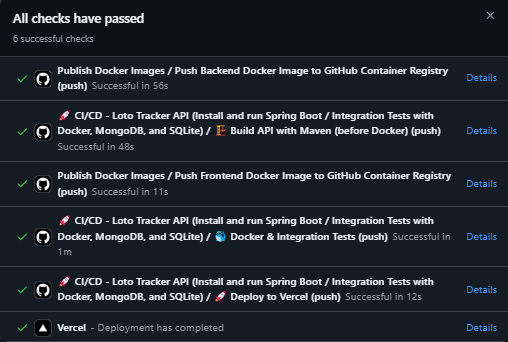 All checks have passed
6 successful checks
Publish Docker Images / Push Backend Docker Image to GitHub Container Registry
(push) Successful in 56s
Details
🚀 CI/CD - Loto Tracker API (Install and run Spring Boot / Integration Tests with
Docker, MongoDB, and SQLite) / 🏗 Build API with Maven (before Docker) (push)
Successful in 48s
Details
Publish Docker Images / Push Frontend Docker Image to GitHub Container Registry
(push) Successful in 11s
Details
🚀 CI/CD - Loto Tracker API (Install and run Spring Boot / Integration Tests with
Docker, MongoDB, and SQLite) / 🐳 Docker & Integration Tests (push) Successful in
1m
Details
🚀 CI/CD - Loto Tracker API (Install and run Spring Boot / Integration Tests with
Docker, MongoDB, and SQLite) / 🚀 Deploy to Vercel (push) Successful in 12s
Details
Vercel - Deployment has completed
Details